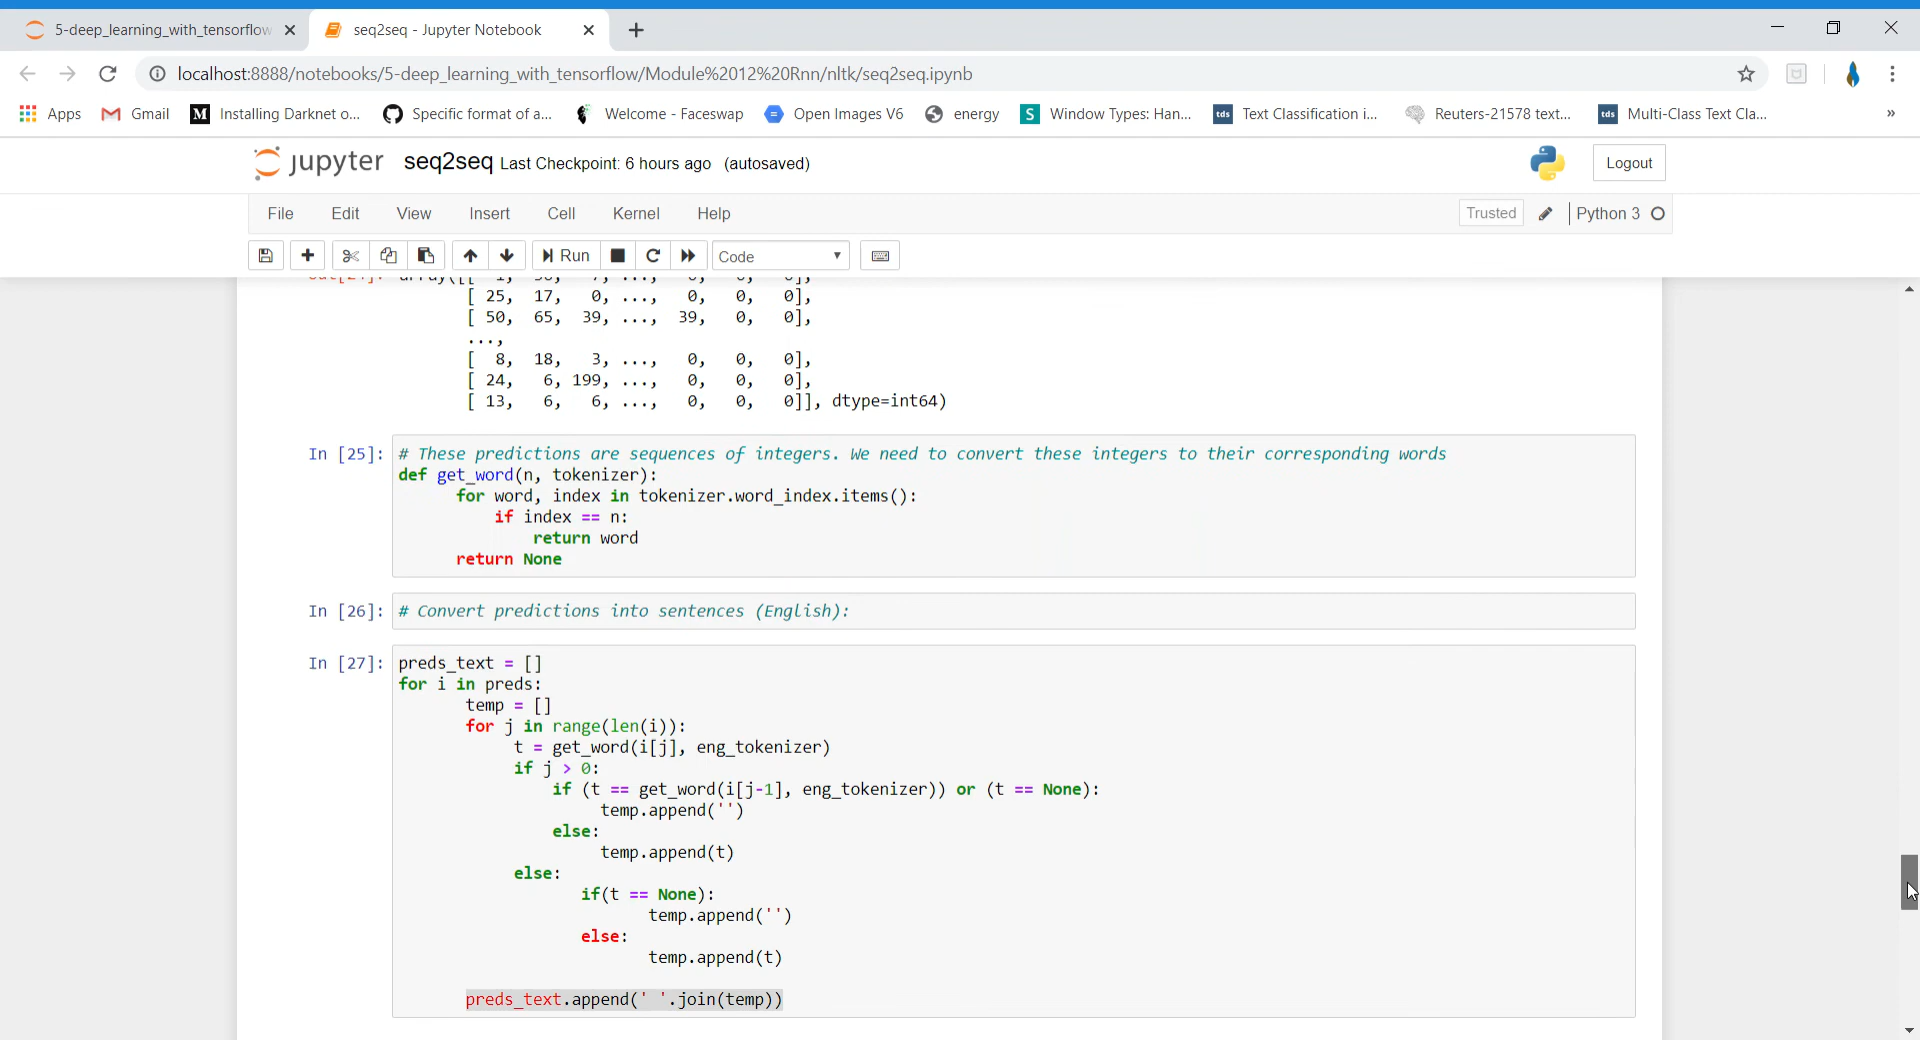 5-deep_learning_with_tensorflow
seq2seq - Jupyter Notebook
localhost:8888/notebooks/5-deep_learning_with_tensorflow/Module%2012%20Rnn/nltk/seq2seq.ipynb
Apps Gmail M Installing Darknet o... Specific format of a... Welcome - Faceswap Open Images V6 energy S Window Types: Han... tds Text Classification i... Reuters-21578 text... tds Multi-Class Text Cla... »
jupyter seq2seq Last Checkpoint: 6 hours ago (autosaved) Logout
File Edit View Insert Cell Kernel Help Trusted Python 3
Run Code
[ 25, 17, 0, ..., 0, 0, 0],
[ 50, 65, 39, ..., 39, 0, 0],
...,
[ 8, 18, 3, ..., 0, 0, 0],
[ 24, 6, 199, ..., 0, 0, 0],
[ 13, 6, 6, ..., 0, 0, 0]], dtype=int64)
In [25]: # These predictions are sequences of integers. We need to convert these integers to their corresponding words
def get_word(n, tokenizer):
for word, index in tokenizer.word_index.items():
if index == n:
return word
return None
In [26]: # Convert predictions into sentences (English):
In [27]: preds_text = []
for i in preds:
temp = []
for j in range(len(i)):
t = get_word(i[j], eng_tokenizer)
if j > 0:
if (t == get_word(i[j-1], eng_tokenizer)) or (t == None):
temp.append('')
else:
temp.append(t)
else:
if(t == None):
temp.append('')
else:
temp.append(t)
preds_text.append(' '.join(temp))